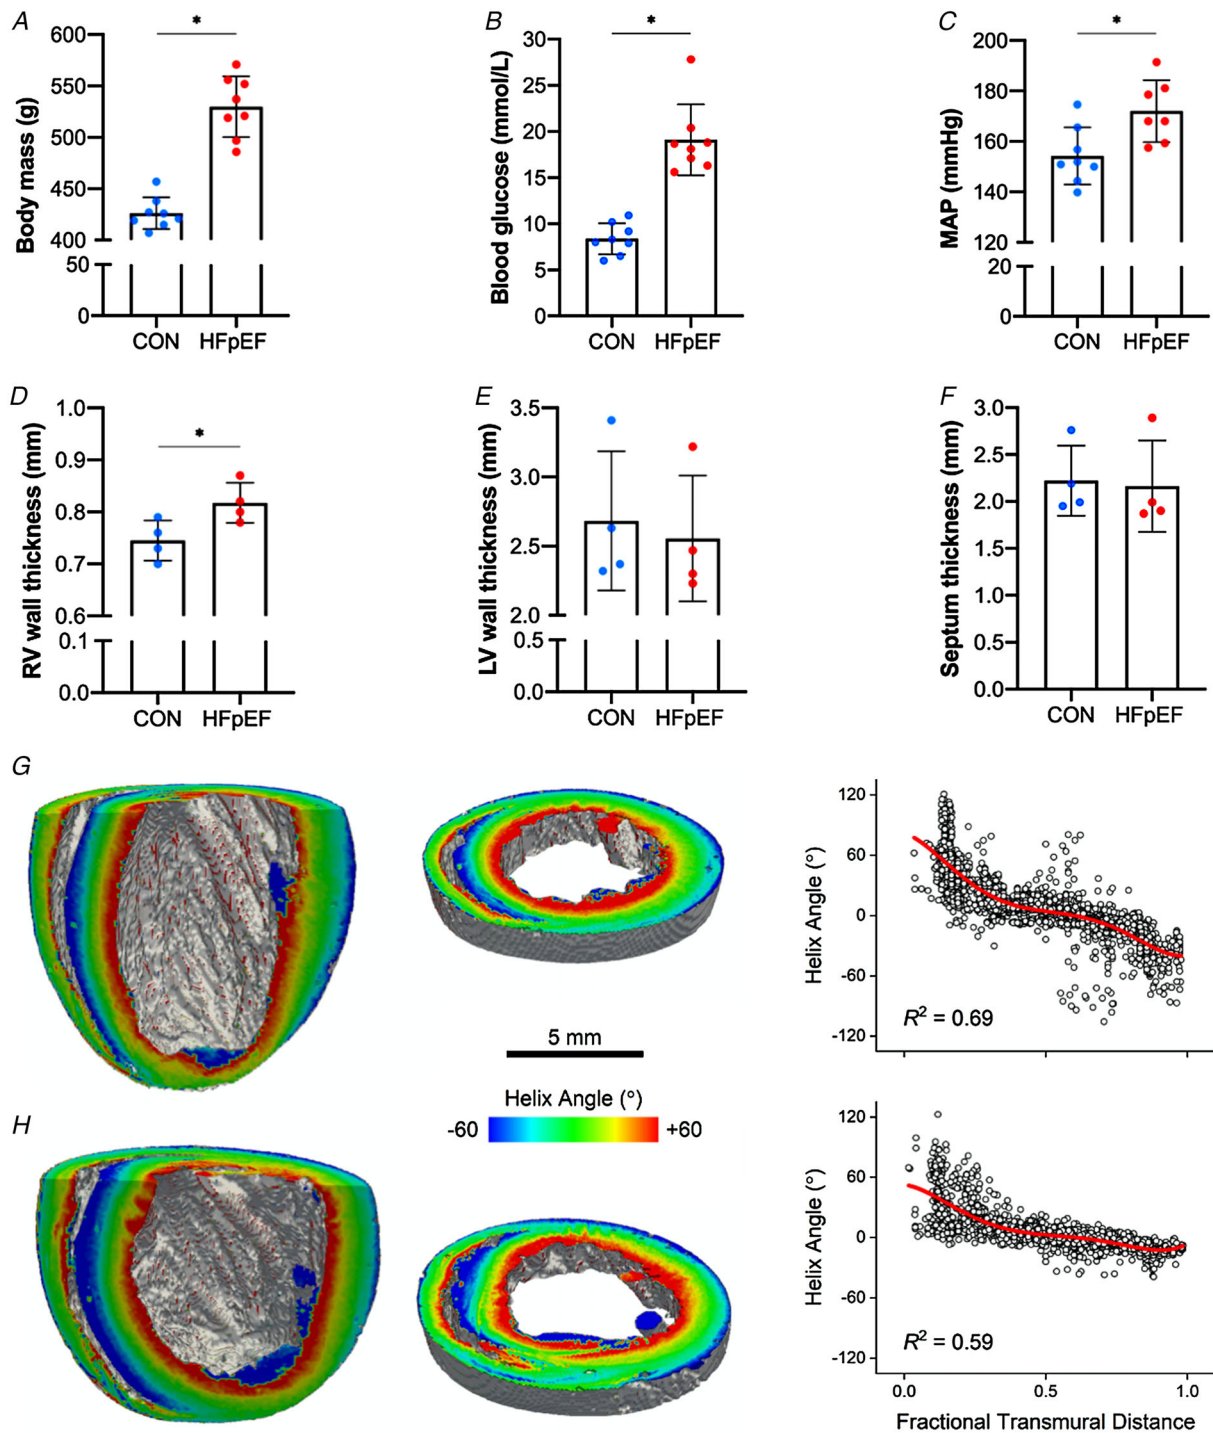 A
Body mass (g)
600
550
500
450
400
50
0
*
CON HFpEF
B
Blood glucose (mmol/L)
30
25
20
15
10
5
0
*
CON HFpEF
C
MAP (mmHg)
200
180
160
140
120
20
0
*
CON HFpEF
D
RV wall thickness (mm)
1.0
0.9
0.8
0.7
0.6
0.1
0.0
*
CON HFpEF
E
LV wall thickness (mm)
3.5
3.0
2.5
2.0
0.5
0.0
CON HFpEF
F
Septum thickness (mm)
3.0
2.5
2.0
1.5
1.0
0.5
0.0
CON HFpEF
G
5 mm
Helix Angle (°)
-60 +60
Helix Angle (°)
120
60
0
-60
-120
R² = 0.69
H
Helix Angle (°)
120
60
0
-60
-120
R² = 0.59
0.0 0.5 1.0
Fractional Transmural Distance